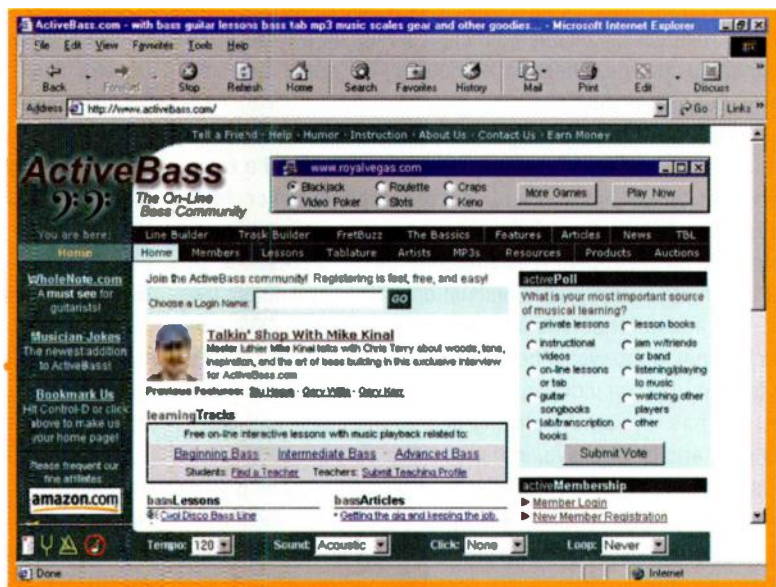 ActiveBass.com - with bass guitar lessons bass tab mp3 music scales gear and other goodies... - Microsoft Internet Explorer
File Edit View Favorites Tools Help
Back Forward Stop Refresh Home Search Favorites History Mail Print Edit Discuss
Address http://www.activebass.com/ Go Links »
Tell a Friend · Help · Humor · Instruction · About Us · Contact Us · Earn Money
ActiveBass
The On-Line
Bass Community
www.royalvegas.com
Blackjack Roulette Craps
Video Poker Slots Keno
More Games Play Now
You are here:
Home
Line Builder Track Builder FretBuzz The Bassics Features Articles News TBL
Home Members Lessons Tablature Artists MP3s Resources Products Auctions
WholeNote.com
A must see for
guitarists!
Musician Jokes
The newest addition
to ActiveBass!
Bookmark Us
Hit Control-D or click
above to make us
your home page!
Please frequent our
fine affiliates
amazon.com
Join the ActiveBass community! Registering is fast, free, and easy!
Choose a Login Name: GO
Talkin' Shop With Mike Kinal
Master luthier Mike Kinal talks with Chris Terry about woods, tone,
inspiration, and the art of bass building in this exclusive interview
for ActiveBass.com
Previous Features: Stu Hamm · Gary Willis · Gary Karr
learningTracks
Free on-line interactive lessons with music playback related to:
Beginning Bass · Intermediate Bass · Advanced Bass
Students: Find a Teacher Teachers: Submit Teaching Profile
bassLessons
Cool Disco Bass Line
bassArticles
* Getting the gig and keeping the job.
activePoll
What is your most important source
of musical learning?
private lessons
instructional
videos
on-line lessons
or tab
guitar
songbooks
tab/transcription
books
lesson books
jam w/friends
or band
listening/playing
to music
watching other
players
other
Submit Vote
activeMembership
Member Login
New Member Registration
Tempo: 120 Sound: Acoustic Click: None Loop: Never
Done Internet